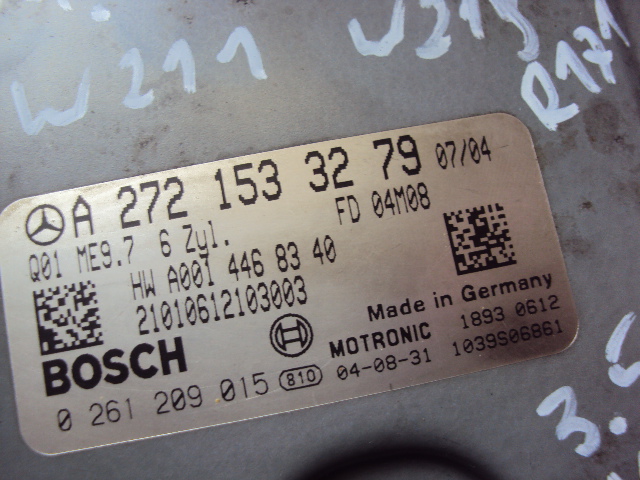 W211 W219
R171
A 272 153 32 79 07/04
Q01 ME9.7 6 Zyl. FD 04M08
HW A001 446 83 40
21010612103003
Made in Germany
BOSCH MOTRONIC 1893 0612
0 261 209 015 810 04-08-31 1039S06861
3.5